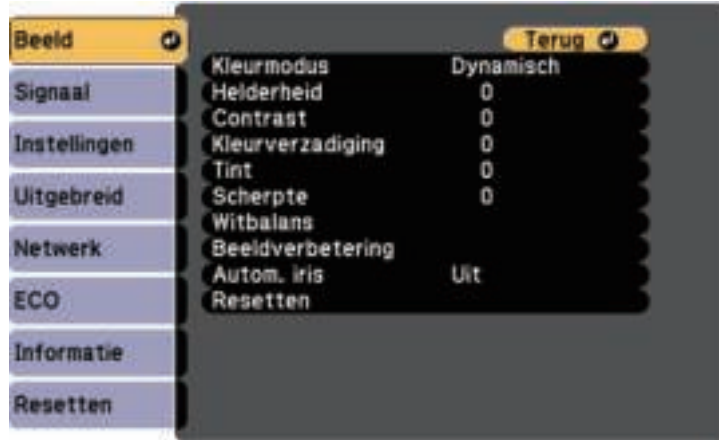 Beeld
Signaal
Instellingen
Uitgebreid
Netwerk
ECO
Informatie
Resetten
Terug
Kleurmodus Dynamisch
Helderheid 0
Contrast 0
Kleurverzadiging 0
Tint 0
Scherpte 0
Witbalans
Beeldverbetering
Autom. iris Uit
Resetten